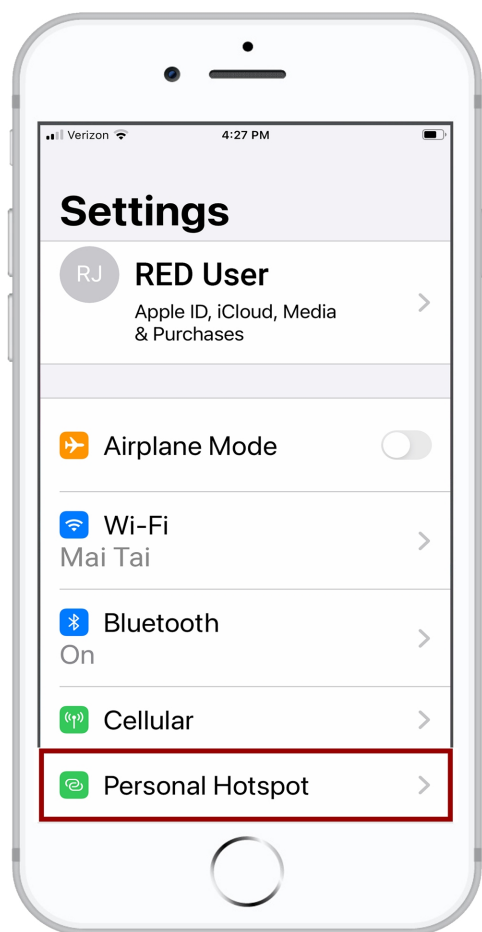 Verizon 4:27 PM
Settings
RJ
RED User
Apple ID, iCloud, Media
& Purchases
Airplane Mode
Wi-Fi
Mai Tai
Bluetooth
On
Cellular
Personal Hotspot